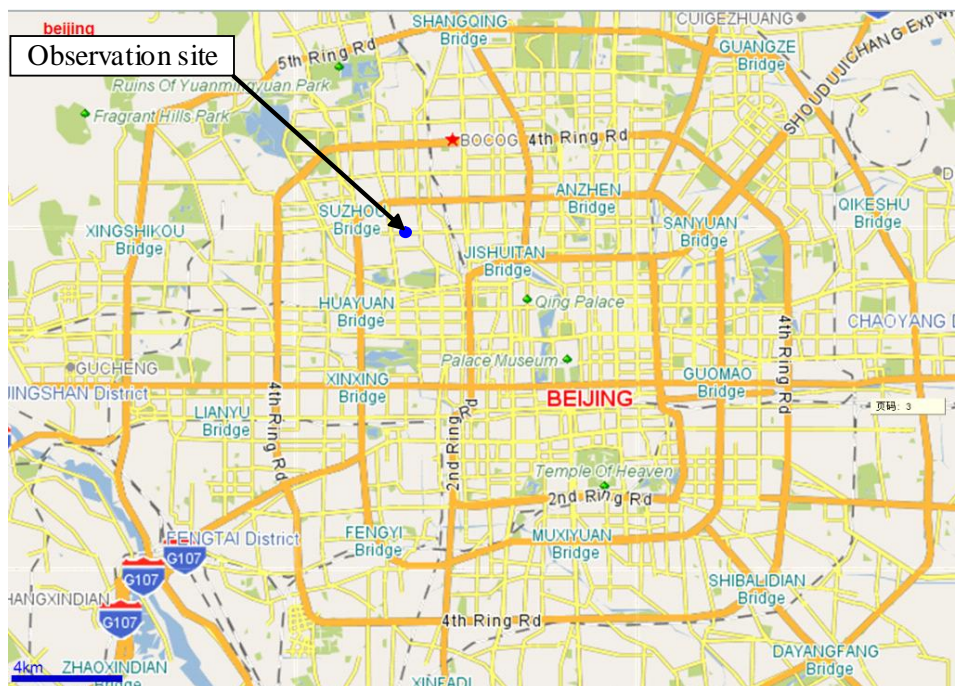 SHANGQING
Bridge
CUIGEZHUANG
beijing
Observation site
5th Ring Rd
GUANGZE
Bridge
SHOUDUJICHANG Exp W
Ruins Of Yuanmingyuan Park
Fragrant Hills Park
BOCOG
4th Ring Rd
D
ANZHEN
Bridge
SUZHOU
Bridge
QIKESHU
Bridge
SANYUAN
Bridge
XINGSHIKOU
Bridge
JISHUITAN
Bridge
HUAYUAN
Bridge
Qing Palace
4th Ring Rd
CHAOYANG D
Palace Museum
GUCHENG
XINXING
Bridge
GUOMAO
Bridge
JINGSHAN District
BEIJING
页码: 3
LIANYU
Bridge
4th Ring Rd
2nd Ring Rd
Temple Of Heaven
2nd Ring Rd
FENGYI
Bridge
MUXIYUAN
Bridge
FENGTAI District
G107
G107
SHIBALIDIAN
Bridge
HANGXINDIAN
G107
4th Ring Rd
DAYANGFANG
Bridge
4km
ZHAOXINDIAN
Bridge
XINFADI